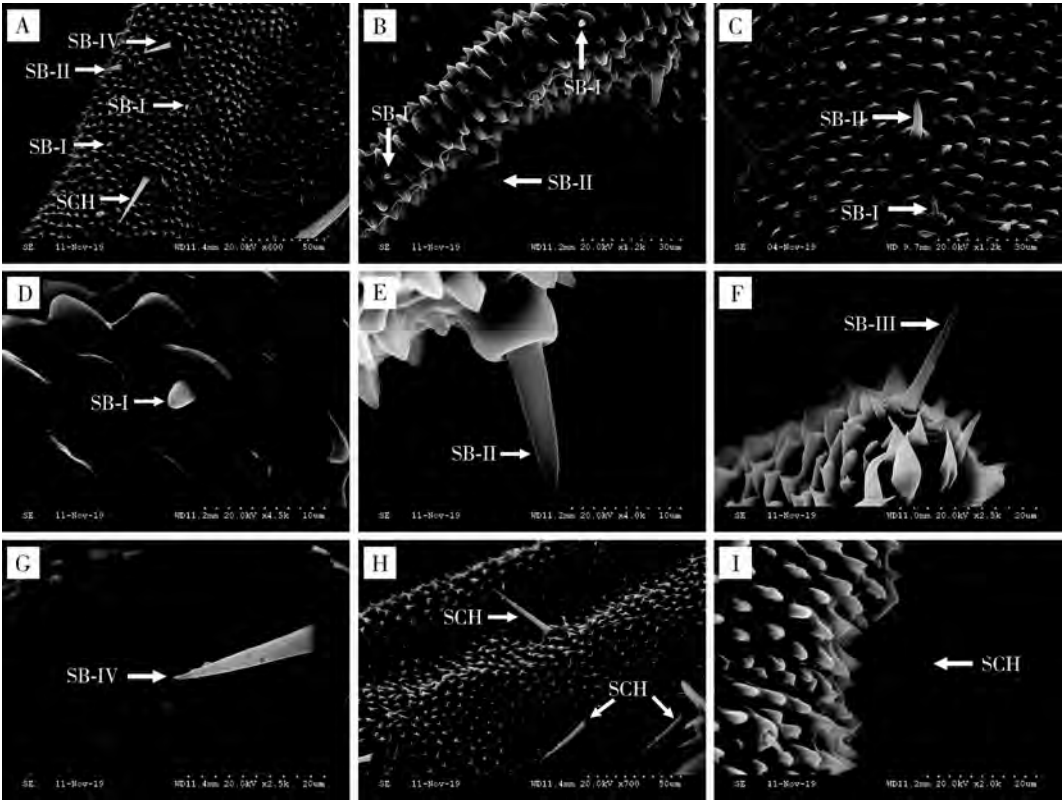 A
SB-IV
SB-II
SB-I
SB-I
SCH
SE 11-Nov-19 WD11.4mm 20.0kV x800 50um
B
SB-I
SB-I
SB-II
SE 11-Nov-19 WD11.2mm 20.0kV x1.2k 30um
C
SB-II
SB-I
SE 04-Nov-19 WD 9.7mm 20.0kV x1.2k 30um
D
SB-I
SE 11-Nov-19 WD11.2mm 20.0kV x4.5k 10um
E
SB-II
SE 11-Nov-19 WD11.2mm 20.0kV x4.0k 10um
F
SB-III
SE 11-Nov-19 WD11.0mm 20.0kV x2.5k 20um
G
SB-IV
SE 11-Nov-19 WD11.4mm 20.0kV 20um
H
SCH
SCH
SE 11-Nov-19 WD11.4mm 20.0kV x700 50um
I
SCH
SE 11-Nov-19 WD11.2mm 20.0kV x2.0k 20um